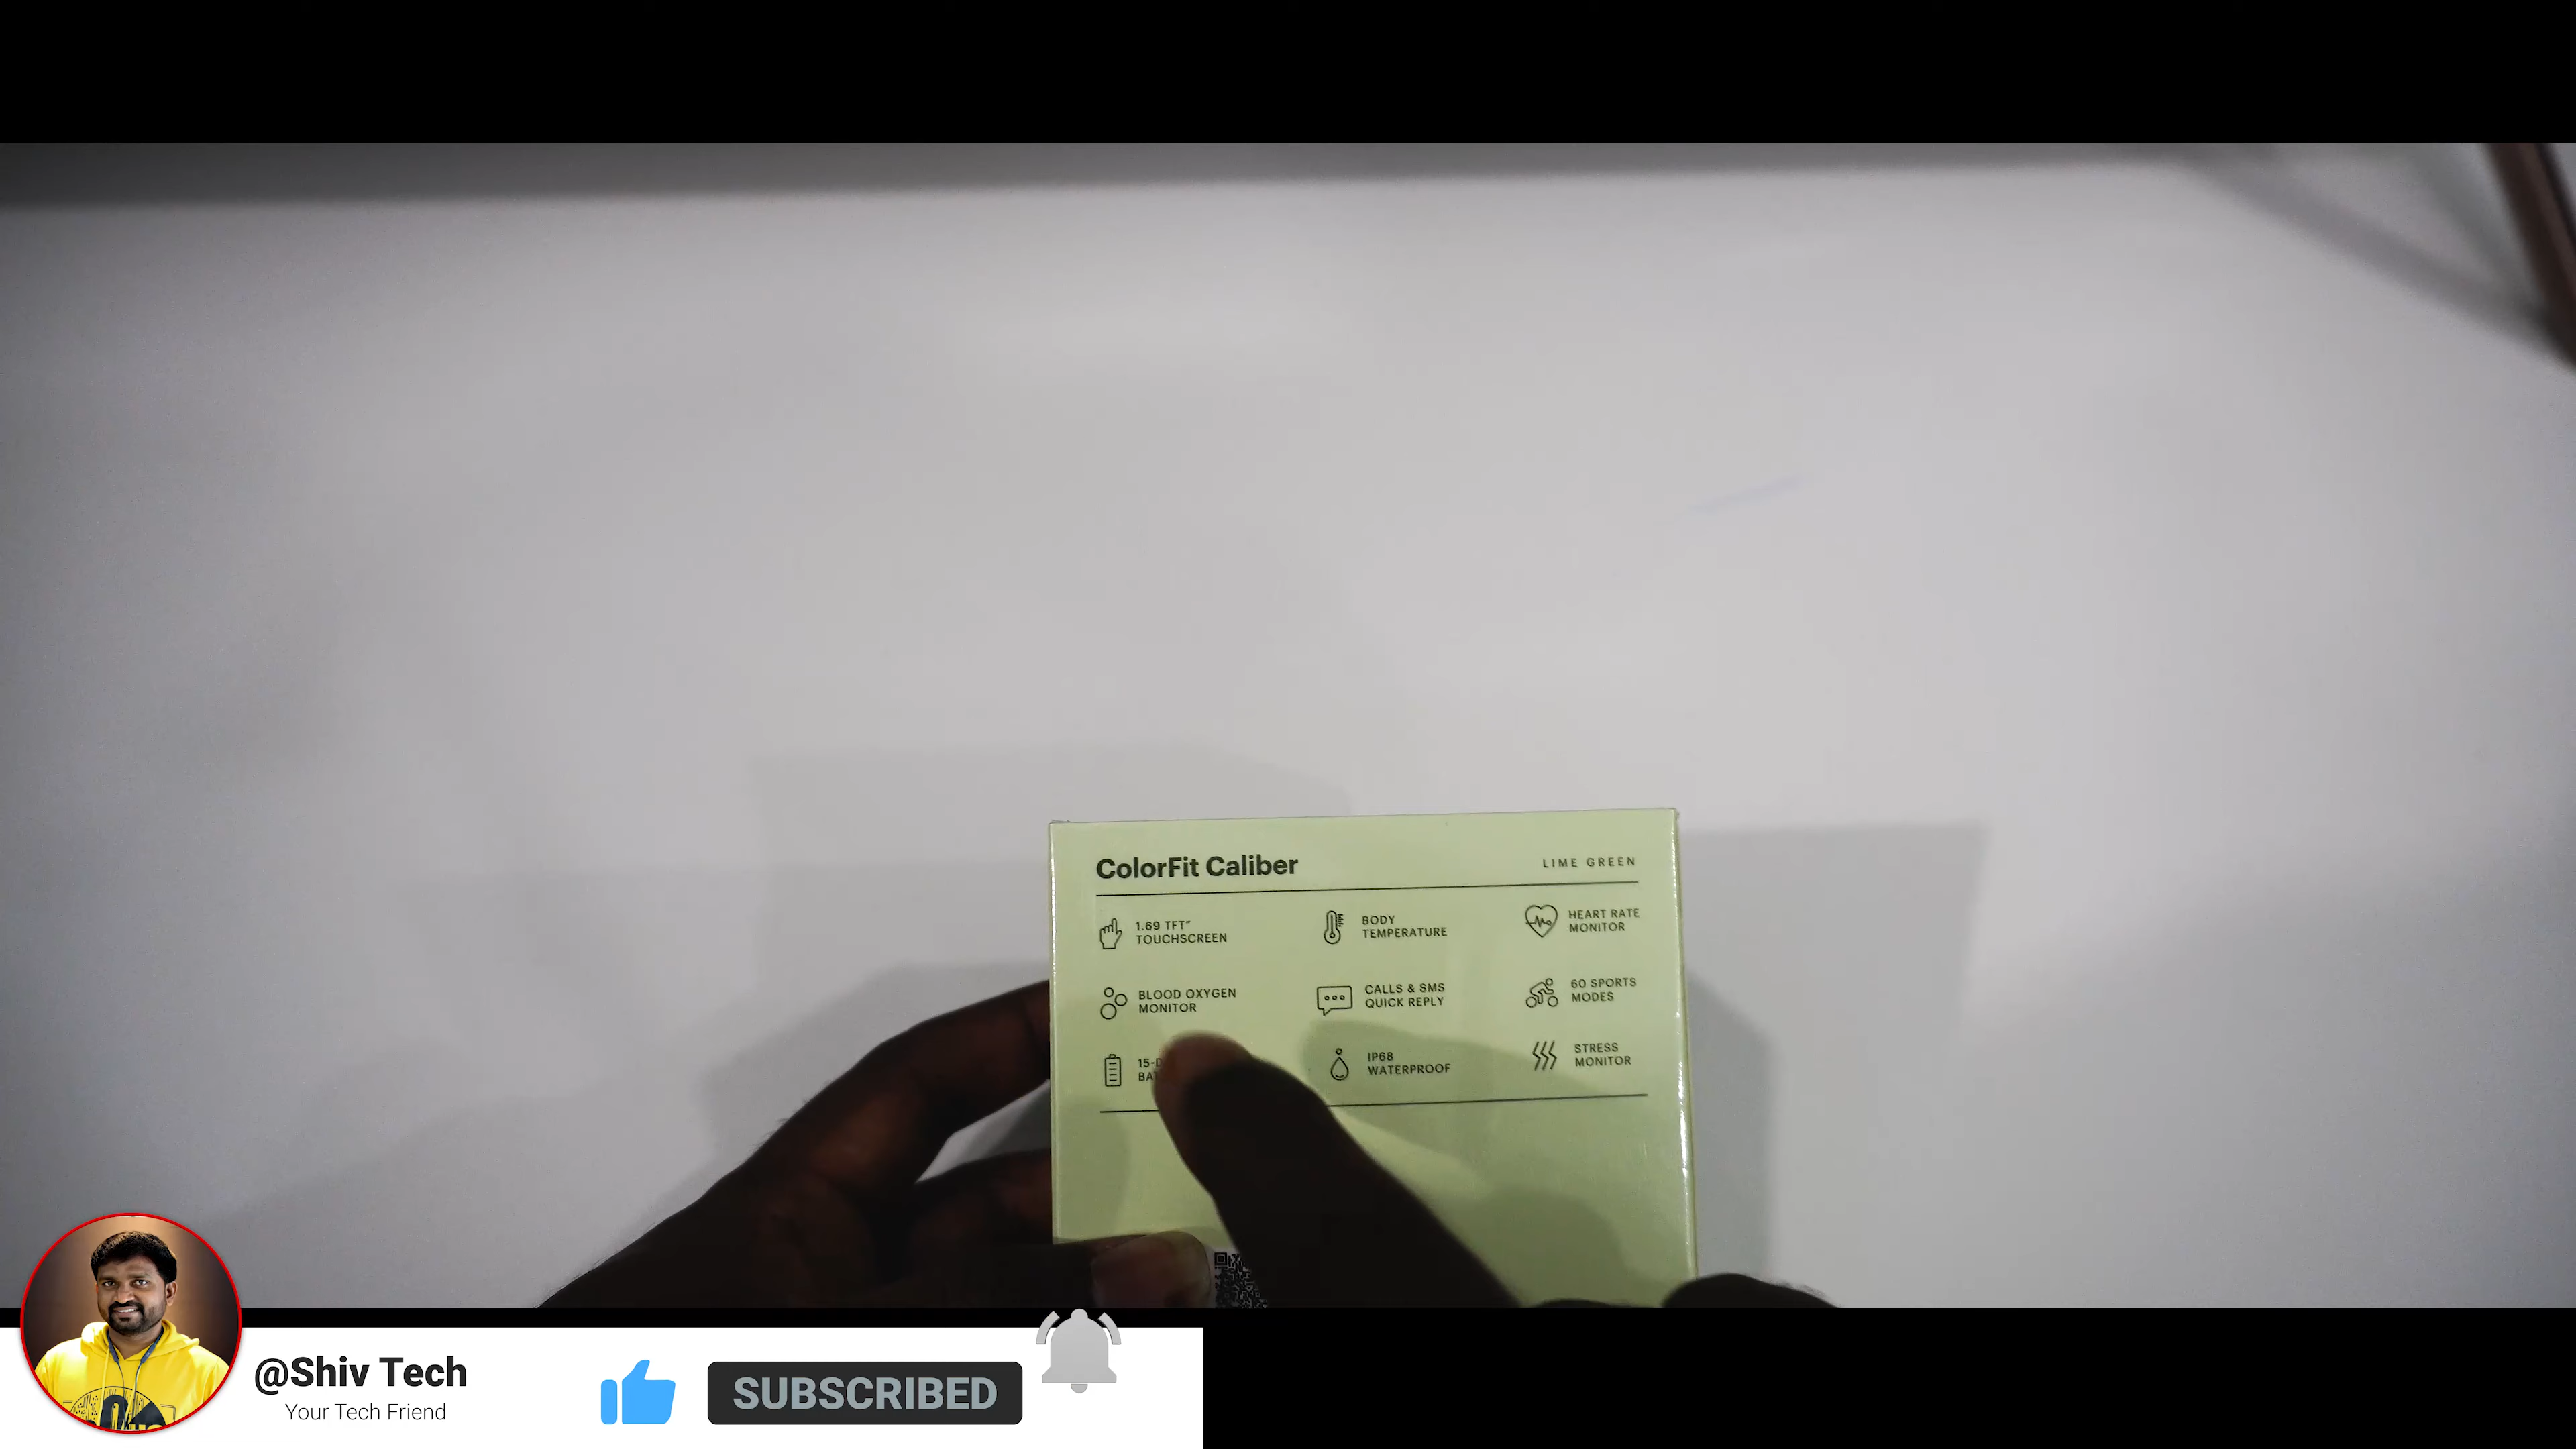 ColorFit Caliber
LIME GREEN
1.69 TFT"
TOUCHSCREEN
BODY
TEMPERATURE
HEART RATE
MONITOR
BLOOD OXYGEN
MONITOR
CALLS & SMS
QUICK REPLY
60 SPORTS
MODES
IP68
WATERPROOF
STRESS
MONITOR
@Shiv Tech
Your Tech Friend
SUBSCRIBED